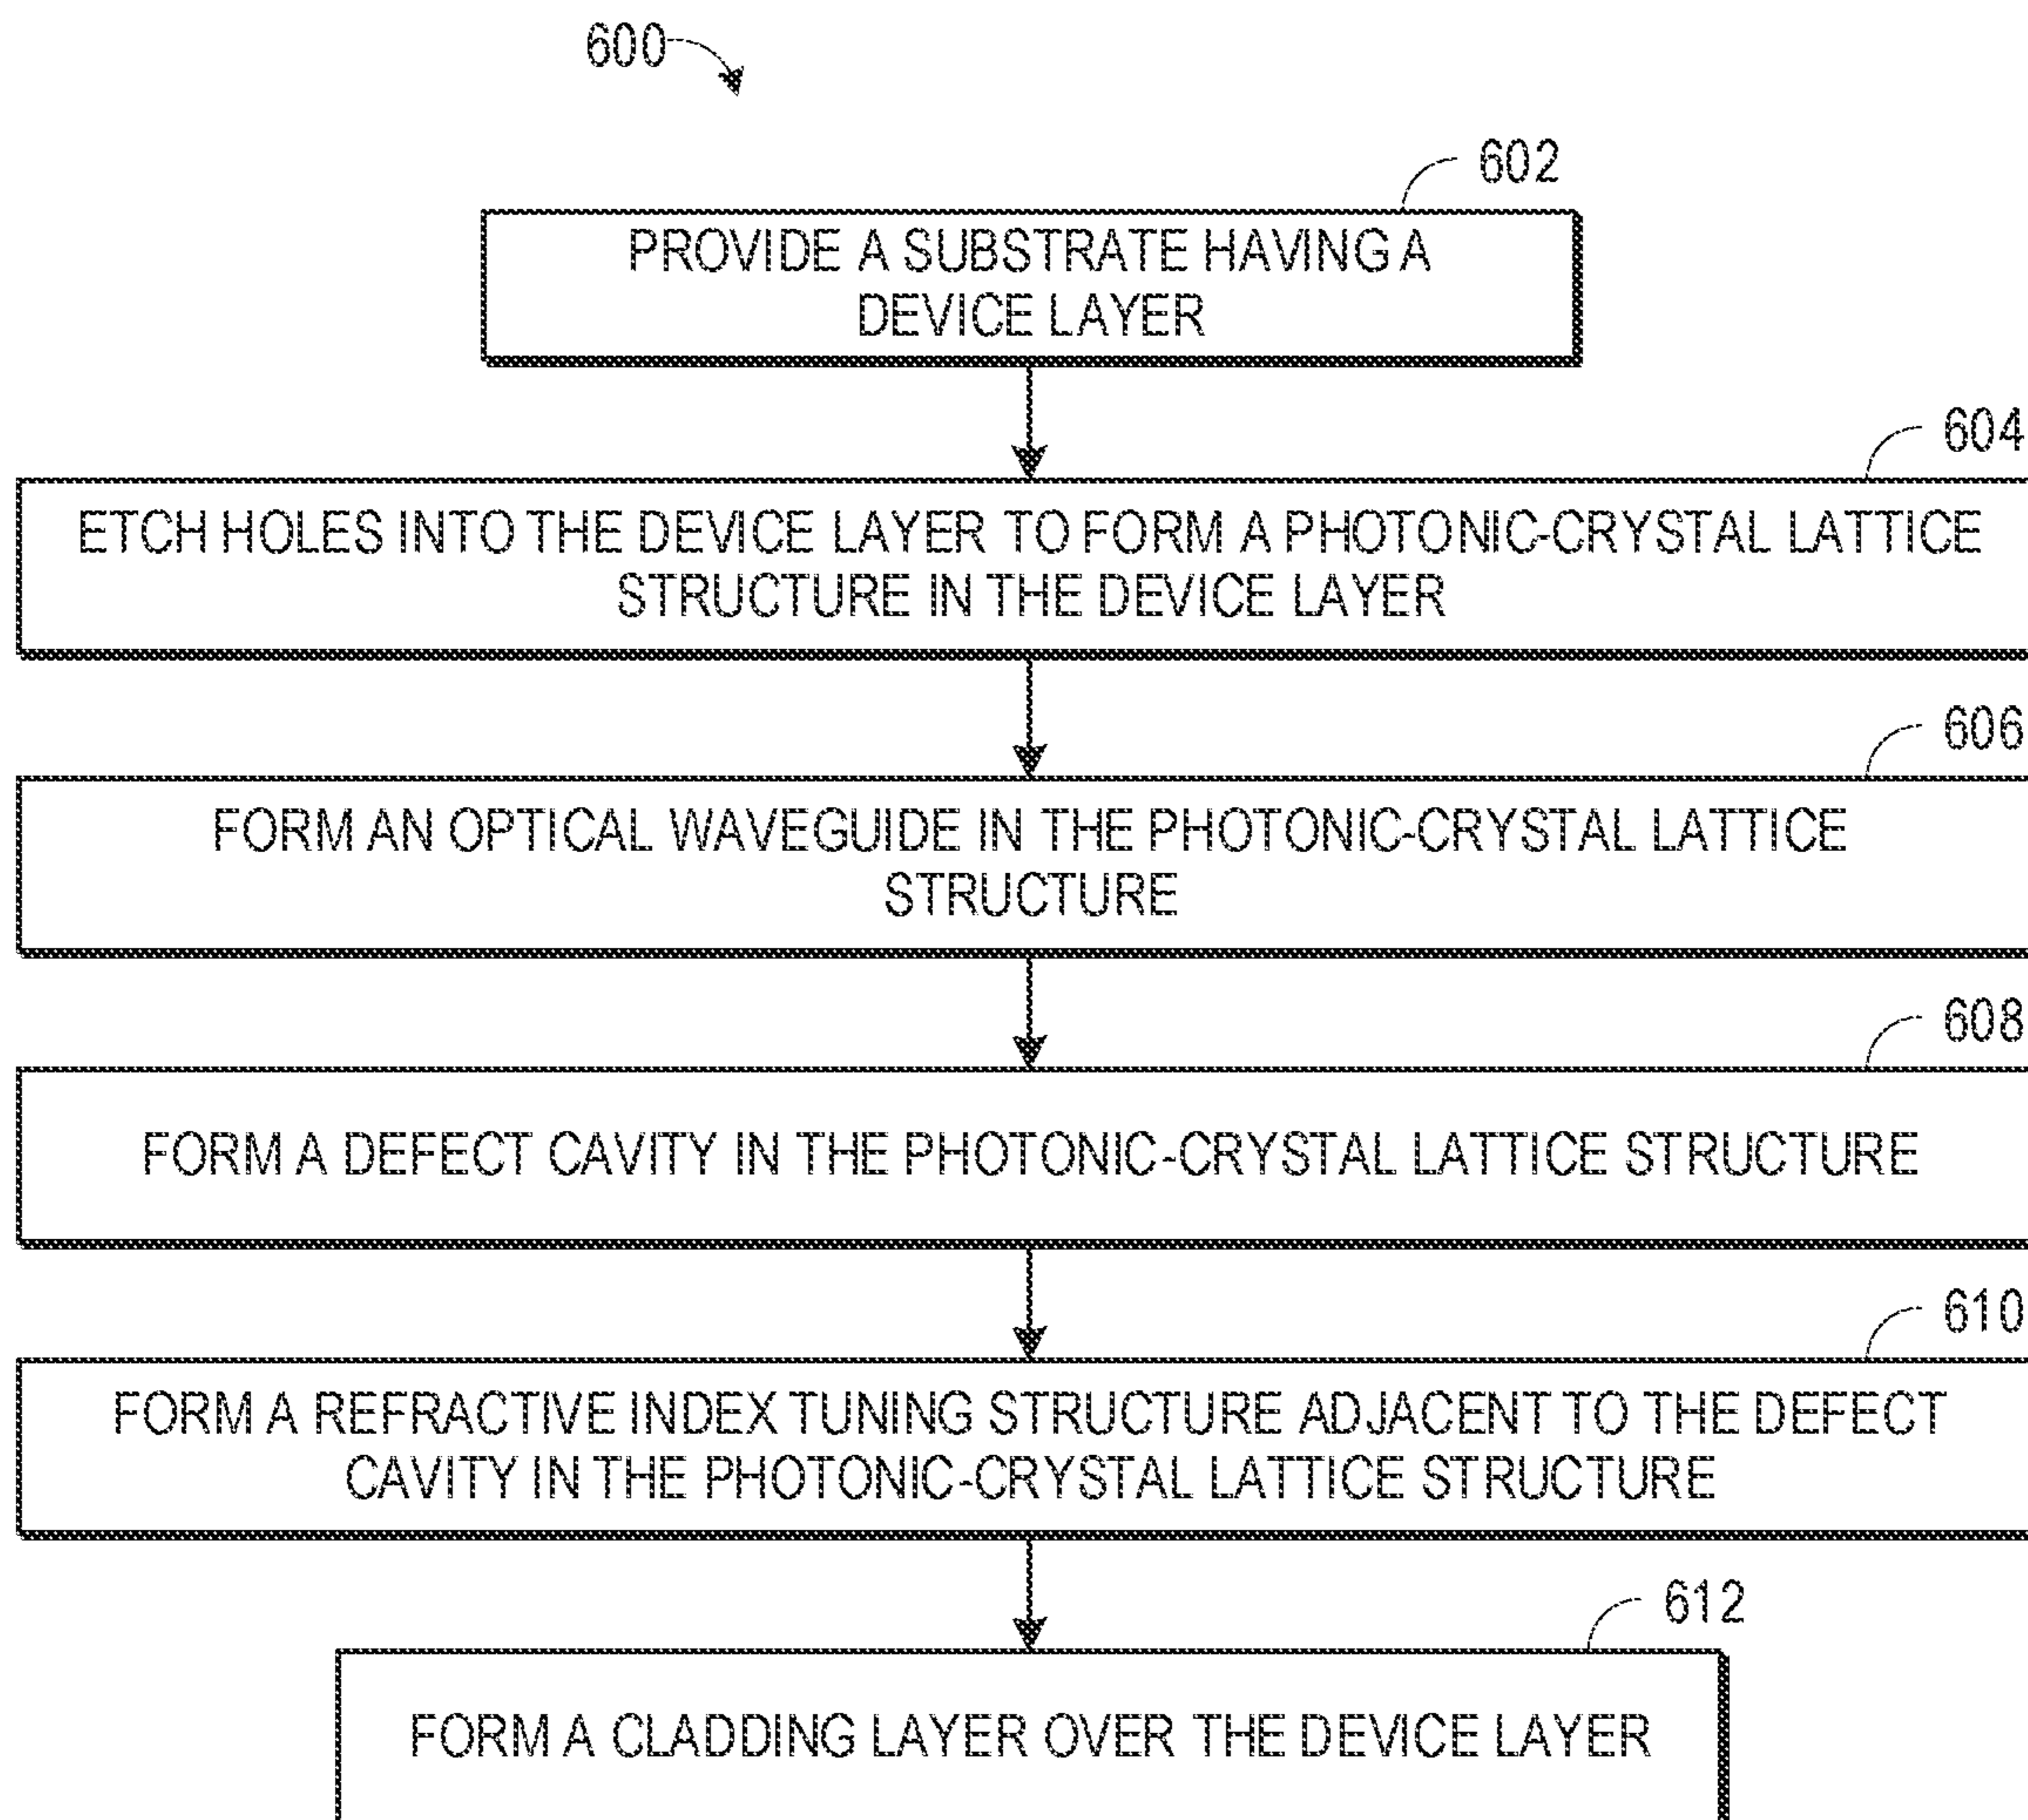 600
602
PROVIDE A SUBSTRATE HAVING A
DEVICE LAYER
604
ETCH HOLES INTO THE DEVICE LAYER TO FORM A PHOTONIC-CRYSTAL LATTICE
STRUCTURE IN THE DEVICE LAYER
606
FORM AN OPTICAL WAVEGUIDE IN THE PHOTONIC-CRYSTAL LATTICE
STRUCTURE
608
FORM A DEFECT CAVITY IN THE PHOTONIC-CRYSTAL LATTICE STRUCTURE
610
FORM A REFRACTIVE INDEX TUNING STRUCTURE ADJACENT TO THE DEFECT
CAVITY IN THE PHOTONIC-CRYSTAL LATTICE STRUCTURE
612
FORM A CLADDING LAYER OVER THE DEVICE LAYER